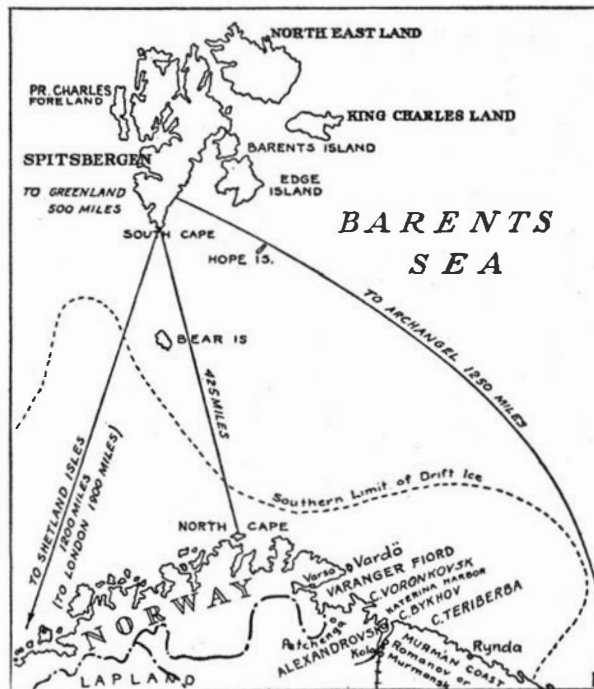 NORTH EAST LAND
PR. CHARLES
FORELAND
KING CHARLES LAND
BARENTS ISLAND
SPITSBERGEN
EDGE
ISLAND
TO GREENLAND
500 MILES
SOUTH CAPE
HOPE IS.
BARENTS
SEA
TO ARCHANGEL 1250 MILES
BEAR IS
425 MILES
TO SHETLAND ISLES
1200 MILES
(TO LONDON 1900 MILES)
Southern Limit of Drift Ice
NORTH CAPE
NORWAY
LAPLAND
Vardö
VARANGER FIORD
C. VORONKOVSK
KATERINA HARBOR
C. BYKHOV
C. TERIBERBA
Petchenga
ALEXANDROVSK
Kola
Rynda
MURMAN COAST
Romanov or
Murmansk